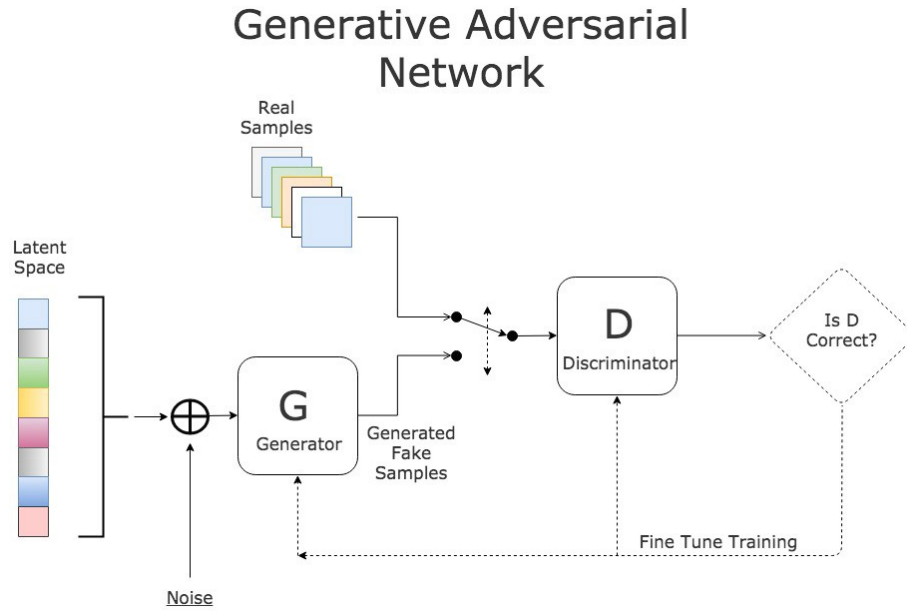 Generative Adversarial
Network
Real
Samples
Latent
Space
D
Discriminator
Is D
Correct?
G
Generator
Generated
Fake
Samples
Fine Tune Training
Noise